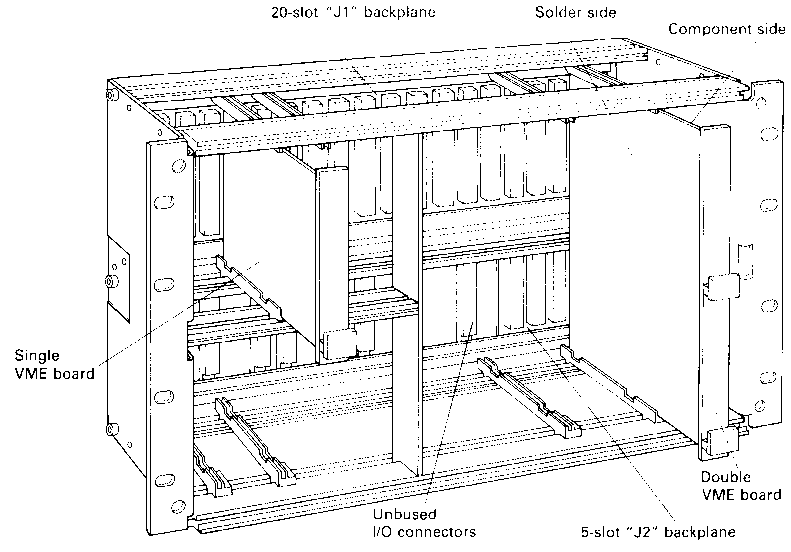 20-slot "J1" backplane
Solder side
Component side
Single
VME board
Double
VME board
Unbused
I/O connectors
5-slot "J2" backplane